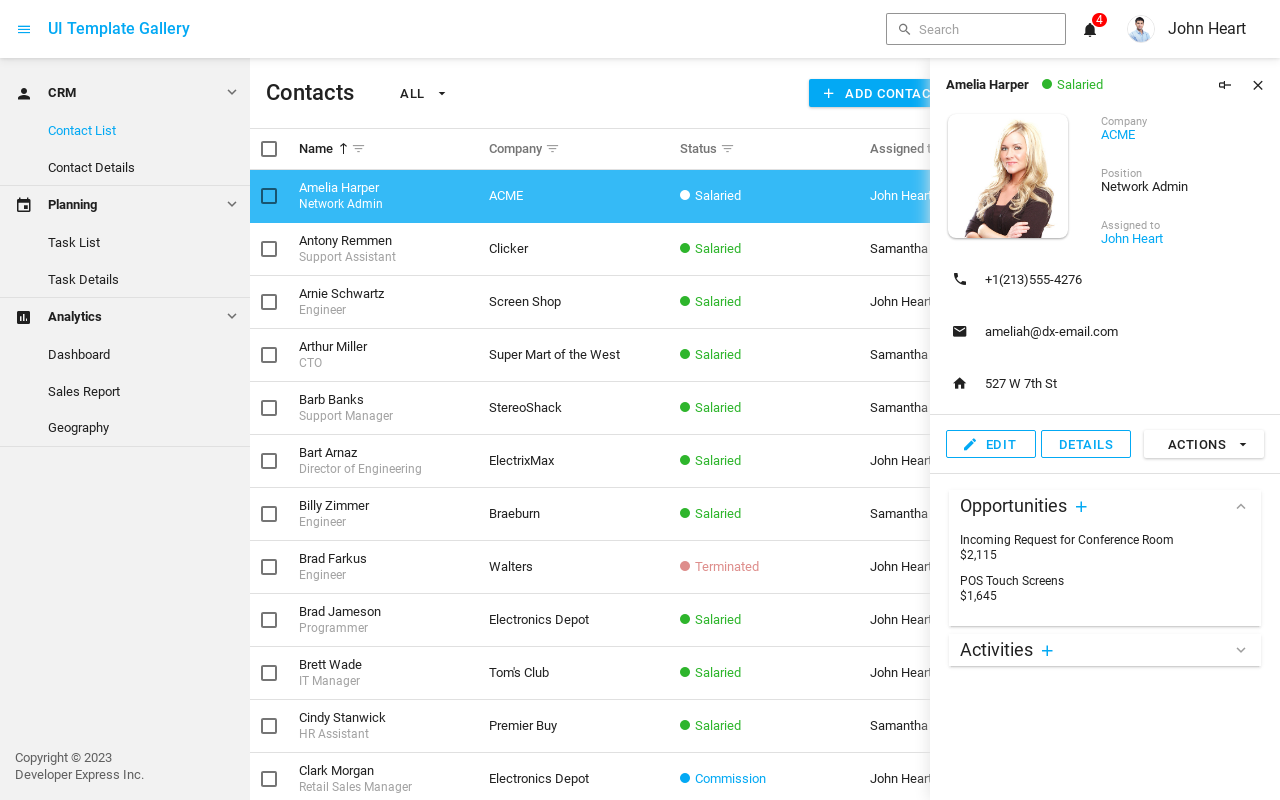 UI Template Gallery
Search
4
John Heart
CRM
Contact List
Contact Details
Planning
Task List
Task Details
Analytics
Dashboard
Sales Report
Geography
Copyright © 2023
Developer Express Inc.
Contacts
ALL
ADD CONTAC
Name
Company
Status
Assigned
Amelia Harper
Network Admin
ACME
Salaried
John Heart
Antony Remmen
Support Assistant
Clicker
Salaried
Samantha
Arnie Schwartz
Engineer
Screen Shop
Salaried
John Heart
Arthur Miller
CTO
Super Mart of the West
Salaried
Samantha
Barb Banks
Support Manager
StereoShack
Salaried
Samantha
Bart Arnaz
Director of Engineering
ElectrixMax
Salaried
John Heart
Billy Zimmer
Engineer
Braeburn
Salaried
Samantha
Brad Farkus
Engineer
Walters
Terminated
John Heart
Brad Jameson
Programmer
Electronics Depot
Salaried
John Heart
Brett Wade
IT Manager
Tom's Club
Salaried
John Heart
Cindy Stanwick
HR Assistant
Premier Buy
Salaried
Samantha
Clark Morgan
Retail Sales Manager
Electronics Depot
Commission
John Heart
Amelia Harper
Salaried
Company
ACME
Position
Network Admin
Assigned to
John Heart
+1(213)555-4276
ameliah@dx-email.com
527 W 7th St
EDIT
DETAILS
ACTIONS
Opportunities
Incoming Request for Conference Room
$2,115
POS Touch Screens
$1,645
Activities